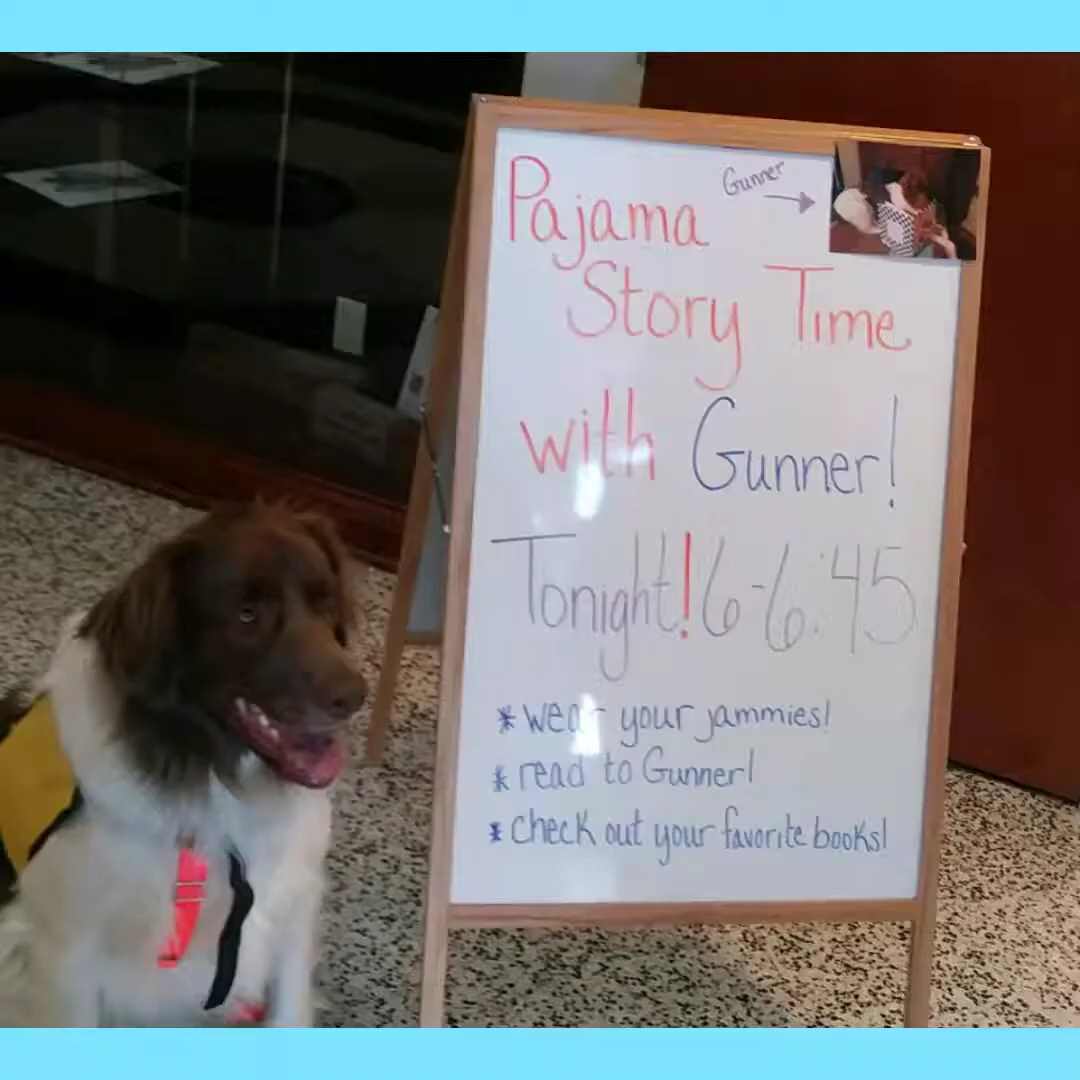 Gunner
Pajama
Story Time
with Gunner!
Tonight! 6-6:45
* wear your jammies!
* read to Gunner!
* check out your favorite books!